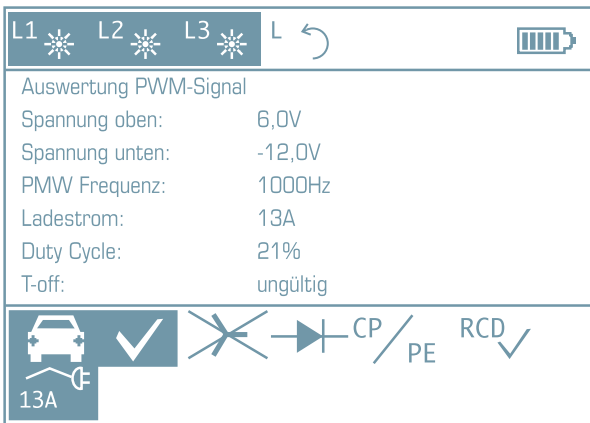 L1 L2 L3 L
Auswertung PWM-Signal
Spannung oben: 6,0V
Spannung unten: -12,0V
PMW Frequenz: 1000Hz
Ladestrom: 13A
Duty Cycle: 21%
T-off: ungültig
CP/PE RCD
13A